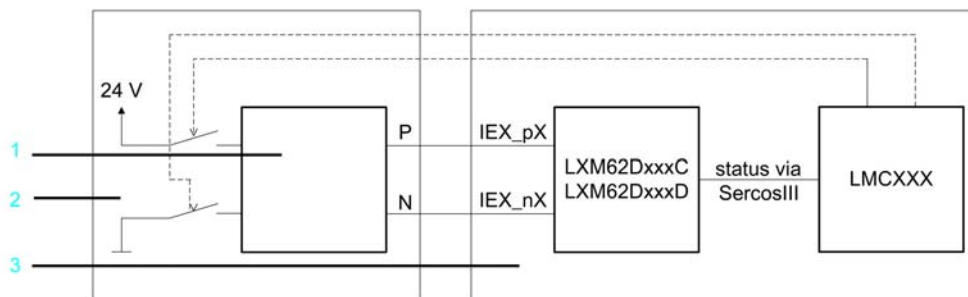 24 V
1
2
3
P
N
IEX_pX
IEX_nX
LXM62DxxxC
LXM62DxxxD
status via
SercosIII
LMCXXX